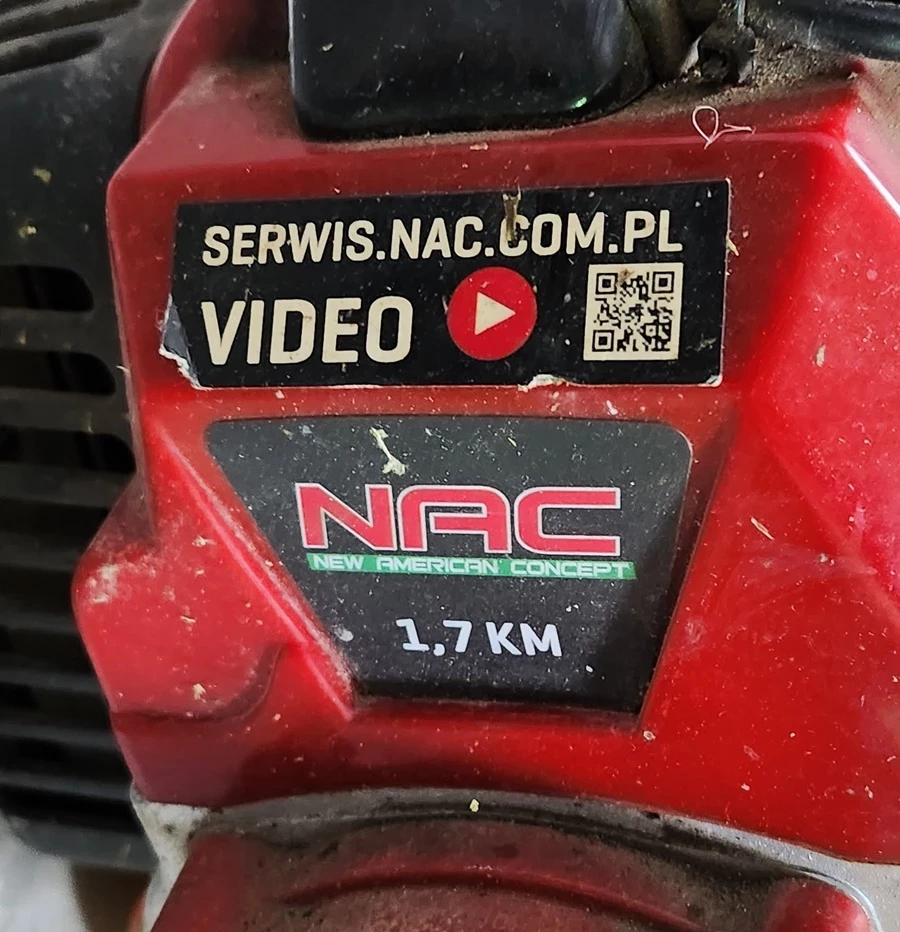 SERWIS.NAC.COM.PL
VIDEO
NAC
NEW AMERICAN CONCEPT
1,7 KM